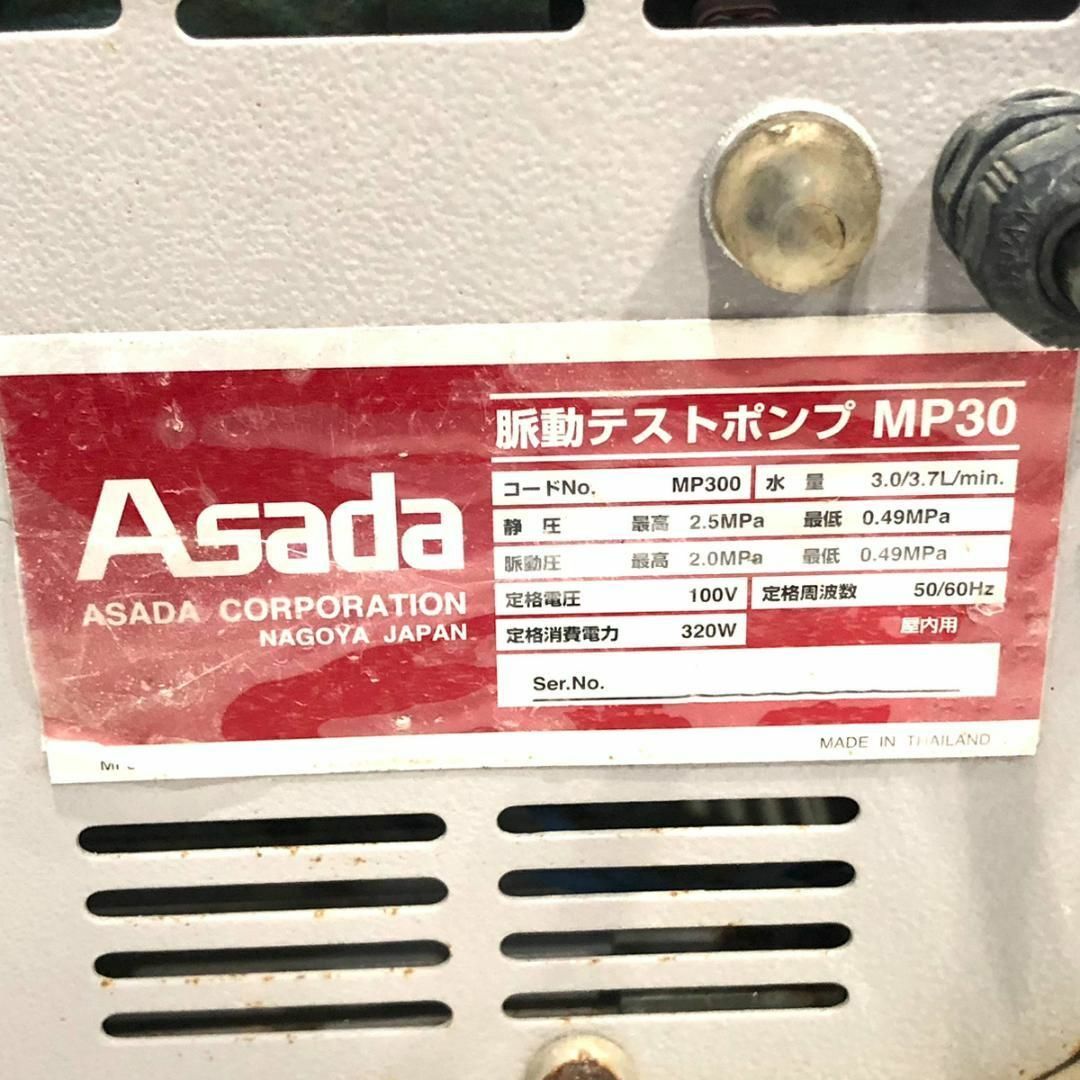 Asada
ASADA CORPORATION
NAGOYA JAPAN
脈動テストポンプ MP30
コードNo. MP300 水 量 3.0/3.7L/min.
静 圧 最高 2.5MPa 最低 0.49MPa
脈動圧 最高 2.0MPa 最低 0.49MPa
定格電圧 100V 定格周波数 50/60Hz
定格消費電力 320W 屋内用
Ser.No.
MADE IN THAILAND